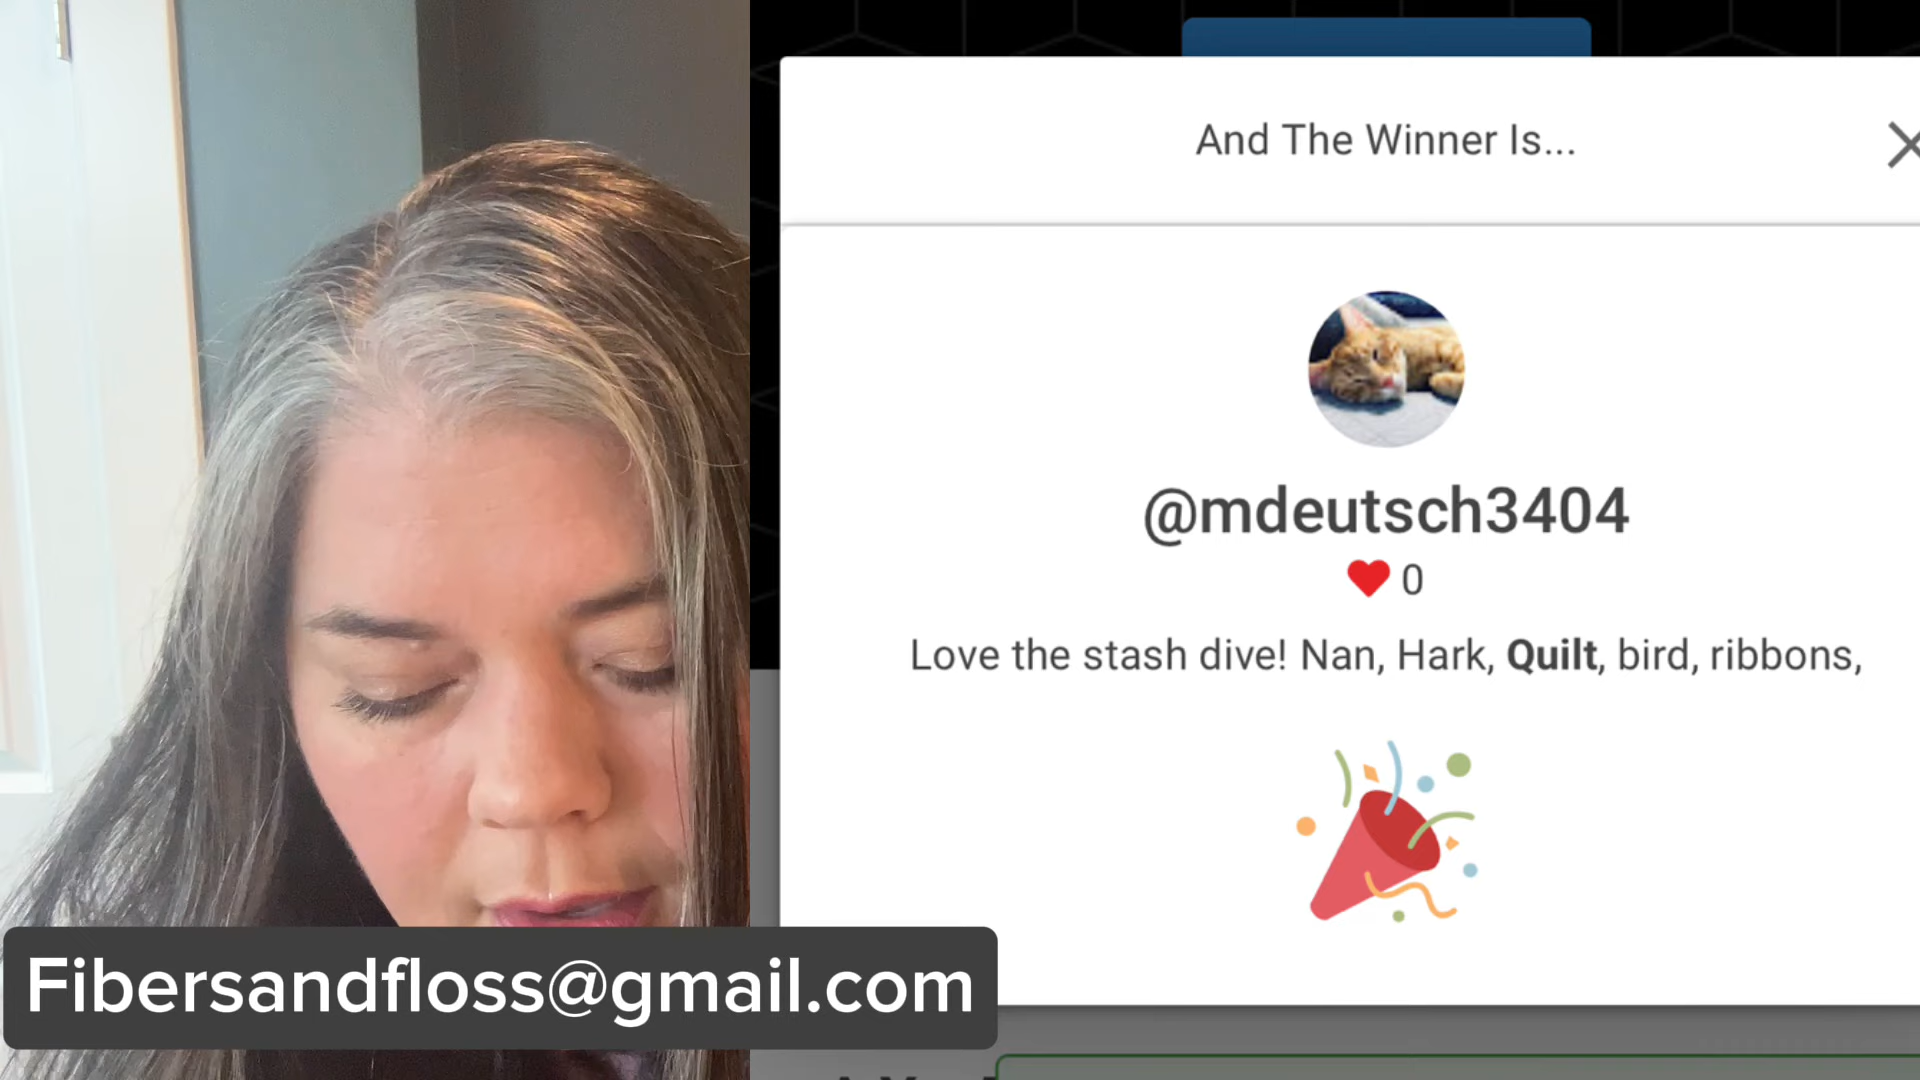 And The Winner Is...
@mdeutsch3404
0
Love the stash dive! Nan, Hark, Quilt, bird, ribbons,
Fibersandfloss@gmail.com